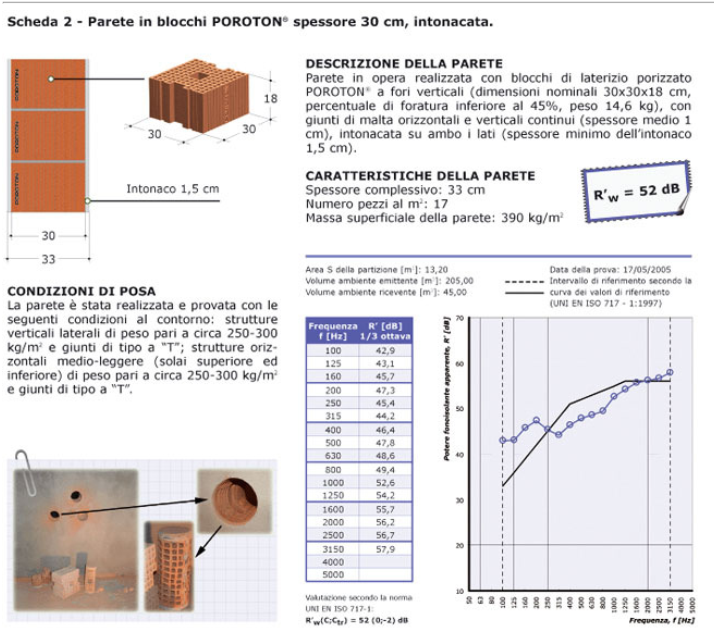 Scheda 2 - Parete in blocchi POROTON® spessore 30 cm, intonacata.
POROTON
POROTON
POROTON
18
30
30
Intonaco 1,5 cm
30
33
DESCRIZIONE DELLA PARETE
Parete in opera realizzata con blocchi di laterizio porizzato
POROTON® a fori verticali (dimensioni nominali 30x30x18 cm,
percentuale di foratura inferiore al 45%, peso 14,6 kg), con
giunti di malta orizzontali e verticali continui (spessore medio 1
cm), intonacata su ambo i lati (spessore minimo dell'intonaco
1,5 cm).
CARATTERISTICHE DELLA PARETE
Spessore complessivo: 33 cm
Numero pezzi al m²: 17
Massa superficiale della parete: 390 kg/m²
R'w = 52 dB
CONDIZIONI DI POSA
La parete è stata realizzata e provata con le
seguenti condizioni al contorno: strutture
verticali laterali di peso pari a circa 250-300
kg/m² e giunti di tipo a "T"; strutture oriz-
zontali medio-leggere (solai superiore ed
inferiore) di peso pari a circa 250-300 kg/m²
e giunti di tipo a "T".
Area S della partizione [m²]: 13,20
Volume ambiente emittente [m³]: 205,00
Volume ambiente ricevente [m³]: 45,00
Data della prova: 17/05/2005
Intervallo di riferimento secondo la
curva dei valori di riferimento
(UNI EN ISO 717 - 1:1997)
Frequenza R' [dB]
f [Hz] 1/3 ottava
100 42,9
125 43,1
160 45,7
200 47,3
250 45,4
315 44,2
400 46,4
500 47,8
630 48,6
800 49,4
1000 52,6
1250 54,2
1600 55,7
2000 56,2
2500 56,7
3150 57,9
4000
5000
Valutazione secondo la norma
UNI EN ISO 717-1:
R'w(C;Ctr) = 52 (0;-2) dB
Potere fonoisolante apparente, R' [dB]
70
60
50
40
30
20
10
50 63 80 100 125 160 200 250 315 400 500 630 800 1000 1250 1600 2000 2500 3150 4000 5000
Frequenza, f [Hz]